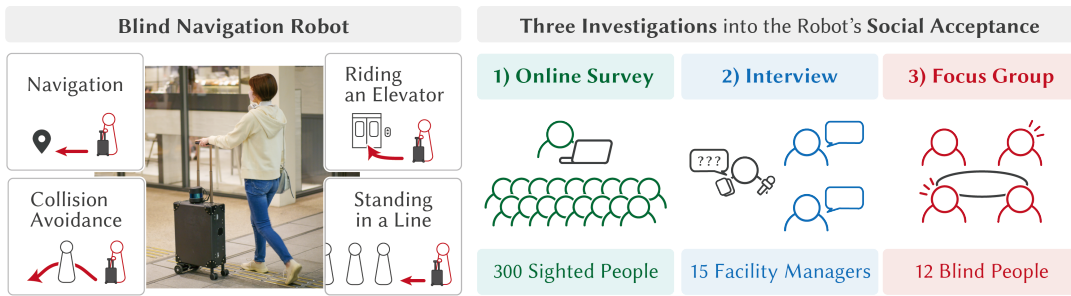 Blind Navigation Robot
Navigation
Riding
an Elevator
Collision
Avoidance
Standing
in a Line
Three Investigations into the Robot's Social Acceptance
1) Online Survey
2) Interview
3) Focus Group
???
300 Sighted People
15 Facility Managers
12 Blind People